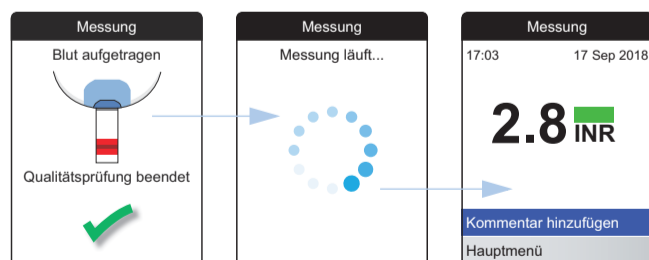 Messung
Blut aufgetragen
Qualitätsprüfung beendet
Messung
Messung läuft...
Messung
17:03 17 Sep 2018
2.8 INR
Kommentar hinzufügen
Hauptmenü